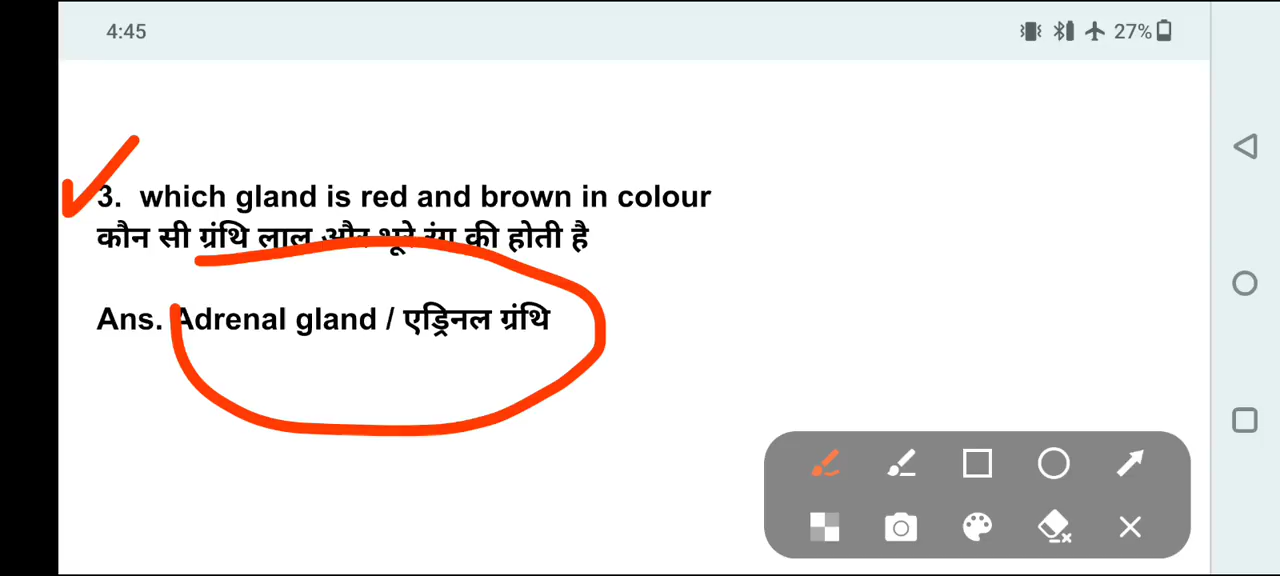 4:45
27%
3. which gland is red and brown in colour
कौन सी ग्रंथि लाल और भूरे रंग की होती है
Ans. Adrenal gland / एड्रिनल ग्रंथि